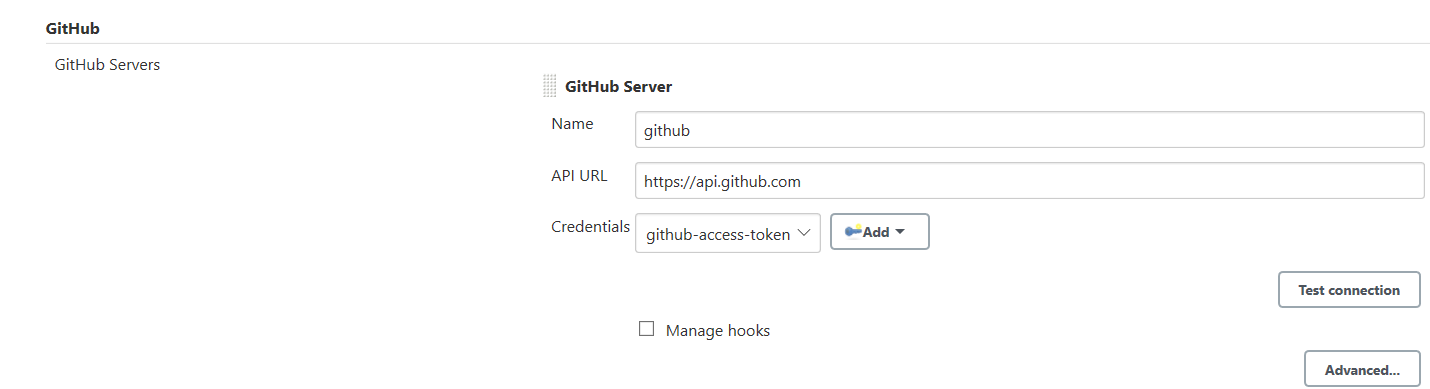 GitHub
GitHub Servers
GitHub Server
Name
github
API URL
https://api.github.com
Credentials
github-access-token
Add
Test connection
Manage hooks
Advanced...